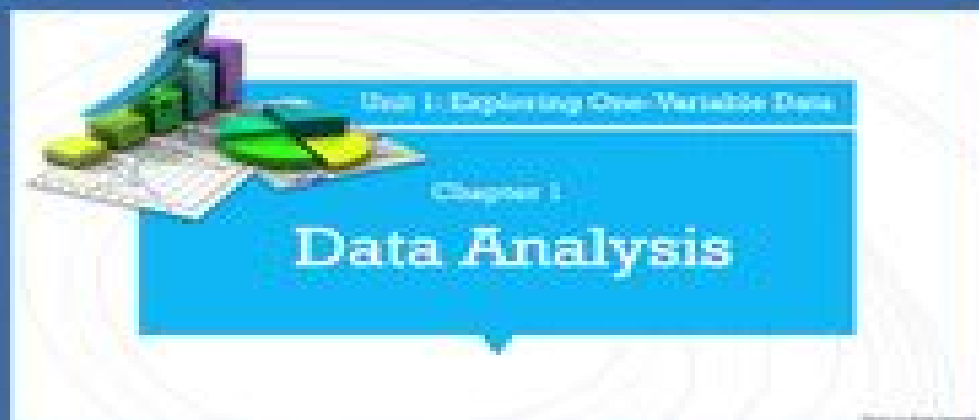 Unit 1: Exploring One-Variable Data
Chapter 1
Data Analysis